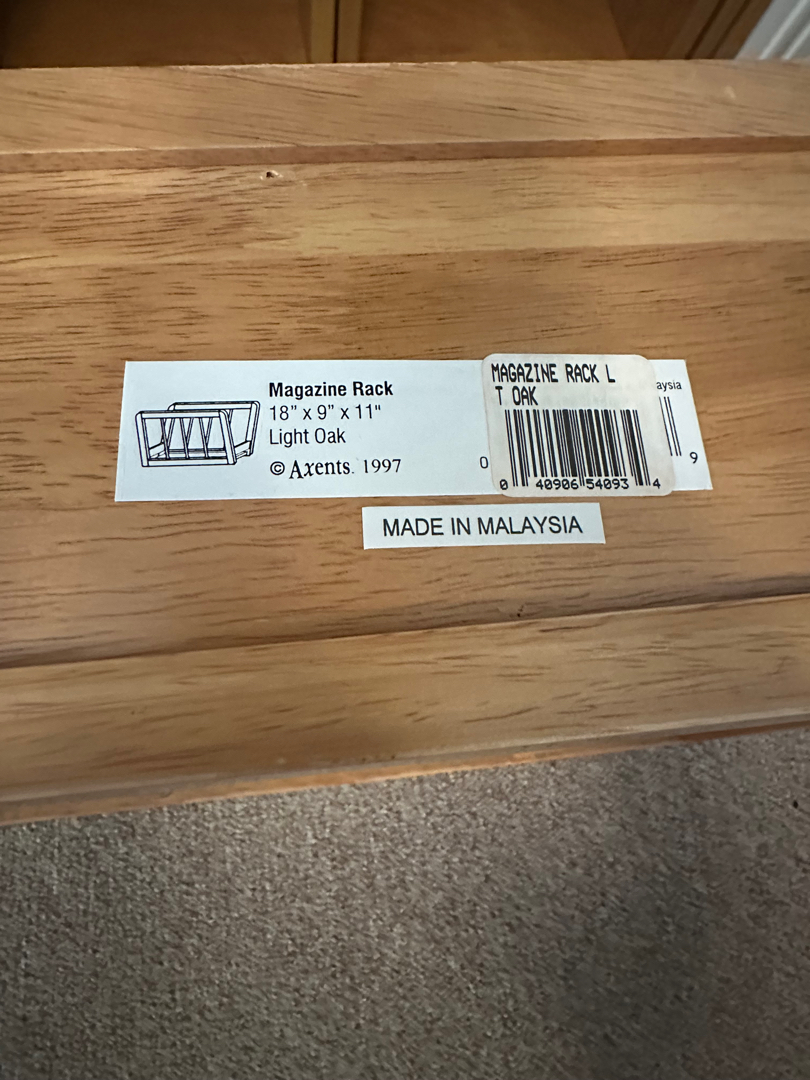 Magazine Rack
18" x 9" x 11"
Light Oak
© Axents. 1997
0
MAGAZINE RACK L
T OAK
0 40906 54093 4
aysia
9
MADE IN MALAYSIA